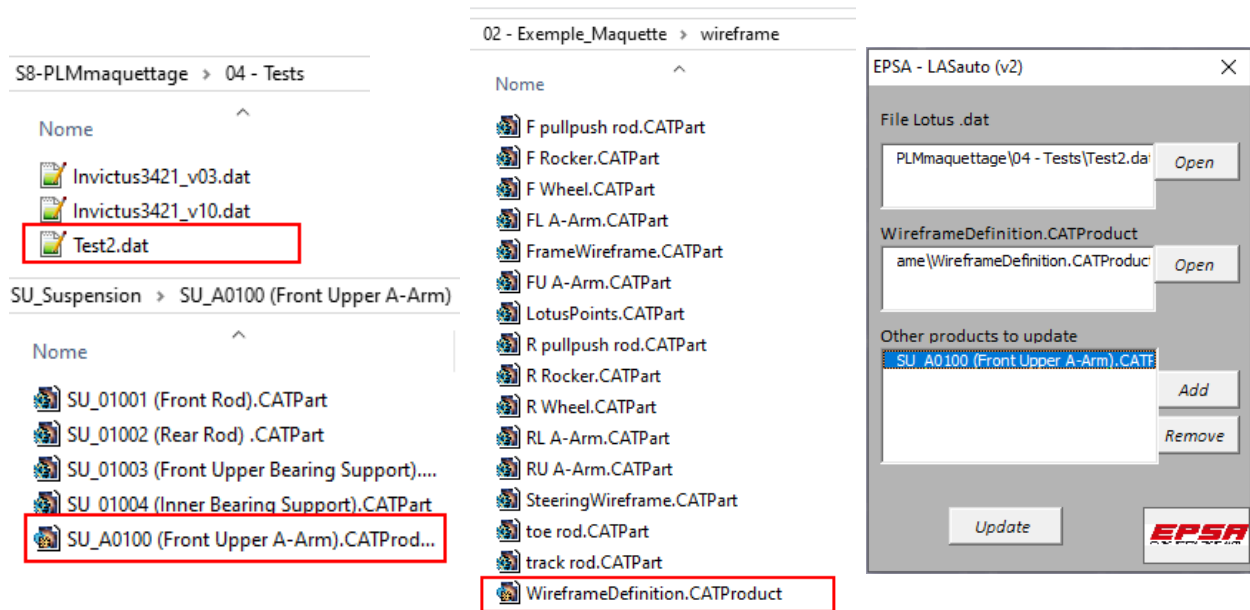 S8-PLMmaquettage > 04 - Tests
Nome
Invictus3421_v03.dat
Invictus3421_v10.dat
Test2.dat
SU_Suspension > SU_A0100 (Front Upper A-Arm)
Nome
SU_01001 (Front Rod).CATPart
SU_01002 (Rear Rod) .CATPart
SU_01003 (Front Upper Bearing Support)....
SU_01004 (Inner Bearing Support).CATPart
SU_A0100 (Front Upper A-Arm).CATProd...
02 - Exemple_Maquette > wireframe
Nome
F pullpush rod.CATPart
F Rocker.CATPart
F Wheel.CATPart
FL A-Arm.CATPart
FrameWireframe.CATPart
FU A-Arm.CATPart
LotusPoints.CATPart
R pullpush rod.CATPart
R Rocker.CATPart
R Wheel.CATPart
RL A-Arm.CATPart
RU A-Arm.CATPart
SteeringWireframe.CATPart
toe rod.CATPart
track rod.CATPart
WireframeDefinition.CATProduct
EPSA - LASauto (v2)
File Lotus .dat
PLMmaquettage\04 - Tests\Test2.da
Open
WireframeDefinition.CATProduct
ame\WireframeDefinition.CATProduc
Open
Other products to update
SU_A0100 (Front Upper A-Arm).CATF
Add
Remove
Update
EPSA